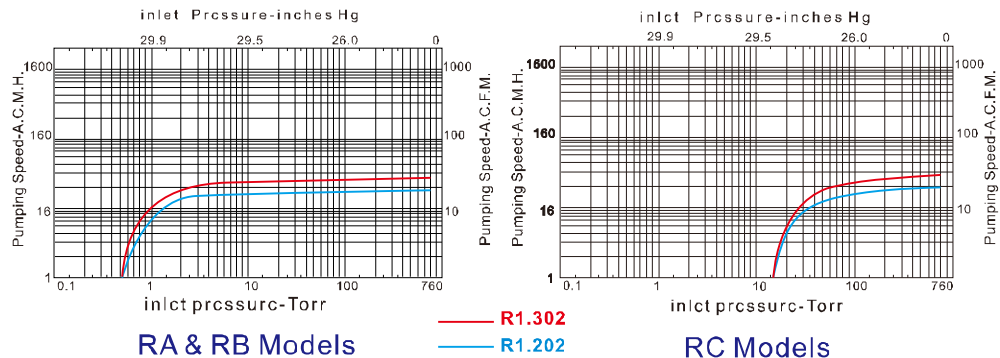 inlet Prcssure-inches Hg
29.9 29.5 26.0 0
Pumping Speed-A.C.M.H.
1600
160
16
1
1000
100
10
Pumping Speed-A.C.F.M.
0.1 1 10 100 760
inlct prcssurc-Torr
RA & RB Models
inlct Prcssure-inches Hg
29.9 29.5 26.0 0
Pumping Speed-A.C.M.H.
1600
160
16
1
1000
100
10
Pumping Speed-A.C.F.M.
0.1 1 10 100 760
inlct prcssurc-Torr
RC Models
R1.302
R1.202